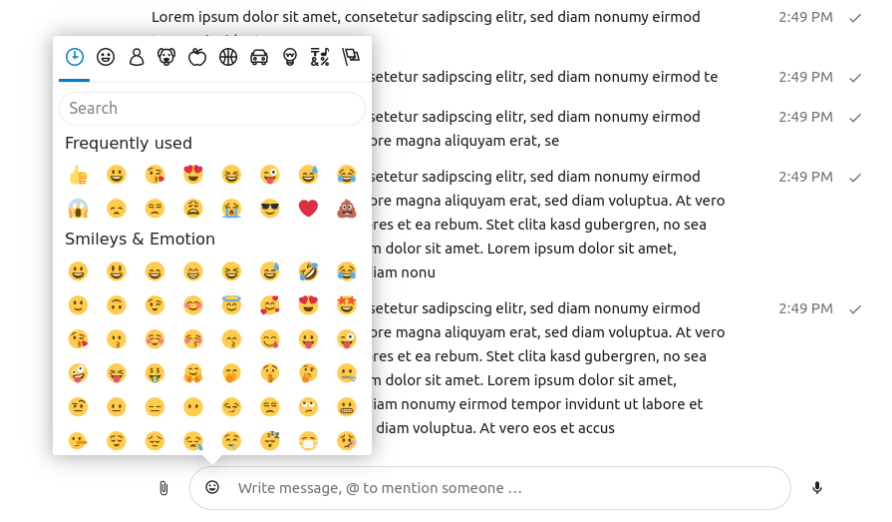 Lorem ipsum dolor sit amet, consetetur sadipscing elitr, sed diam nonumy eirmod 2:49 PM
Search
Frequently used
Smileys & Emotion
setetur sadipscing elitr, sed diam nonumy eirmod te 2:49 PM
setetur sadipscing elitr, sed diam nonumy eirmod 2:49 PM
ore magna aliquyam erat, se
setetur sadipscing elitr, sed diam nonumy eirmod 2:49 PM
ore magna aliquyam erat, sed diam voluptua. At vero
res et ea rebum. Stet clita kasd gubergren, no sea
m dolor sit amet. Lorem ipsum dolor sit amet,
iam nonu
setetur sadipscing elitr, sed diam nonumy eirmod 2:49 PM
ore magna aliquyam erat, sed diam voluptua. At vero
res et ea rebum. Stet clita kasd gubergren, no sea
m dolor sit amet. Lorem ipsum dolor sit amet,
iam nonumy eirmod tempor invidunt ut labore et
diam voluptua. At vero eos et accus
Write message, @ to mention someone …